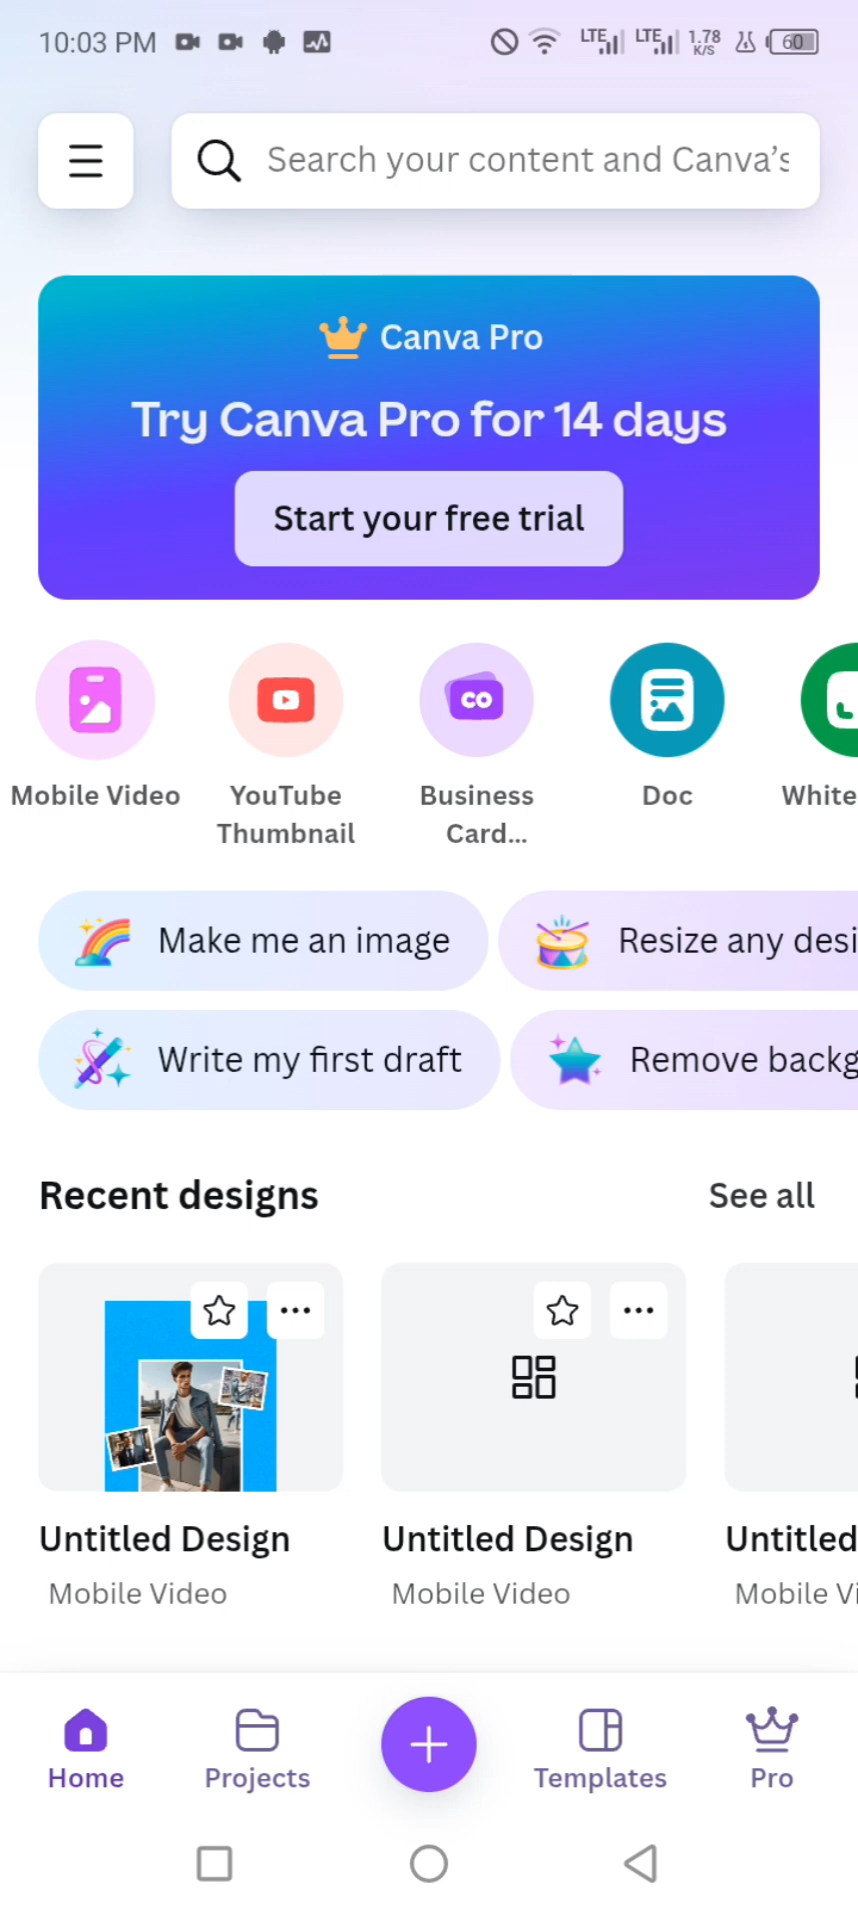 10:03 PM
LTE LTE 1.78 K/S 60
Search your content and Canva's
Canva Pro
Try Canva Pro for 14 days
Start your free trial
Mobile Video
YouTube Thumbnail
Business Card...
Doc
White
co
Make me an image
Resize any desi
Write my first draft
Remove backg
Recent designs
See all
Untitled Design
Untitled Design
Untitled
Mobile Video
Mobile Video
Mobile Vi
Home
Projects
Templates
Pro